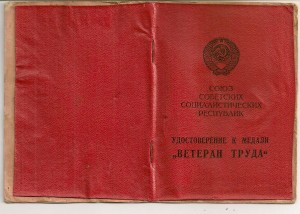 СОЮЗ
СОВЕТСКИХ
СОЦИАЛИСТИЧЕСКИХ
РЕСПУБЛИК
УДОСТОВЕРЕНИЕ К МЕДАЛИ
„ВЕТЕРАН ТРУДА“